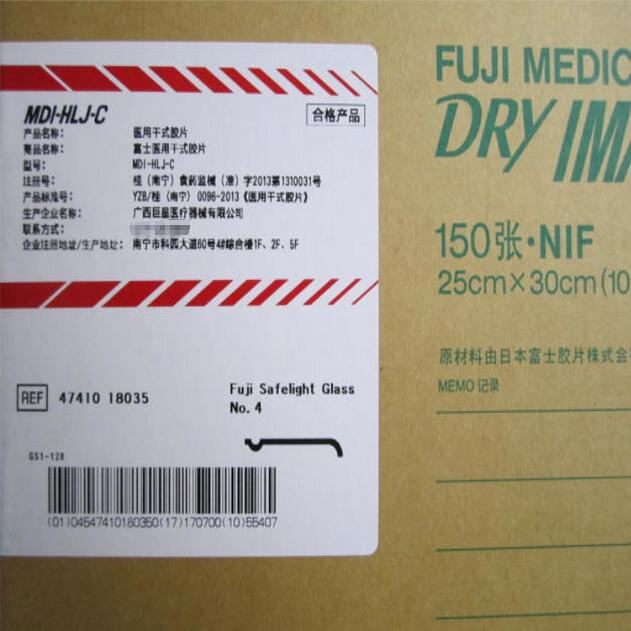 MDI-HLJ-C
合格产品
产品名称: 医用干式胶片
商品名称: 富士医用干式胶片
型号: MDI-HLJ-C
注册号: 桂（南宁）食药监械（准）字2013第1310031号
产品标准号: YZB/桂（南宁）0096-2013《医用干式胶片》
生产企业名称: 广西巨星医疗器械有限公司
联系方式:
企业注册地址/生产地址: 南宁市科园大道60号4#综合楼1F、2F、5F
REF 47410 18035
Fuji Safelight Glass
No. 4
GS1-128
(01)04547410180350(17)170700(10)55407
FUJI MEDIC
DRY IMA
150张·NIF
25cm×30cm(10
原材料由日本富士胶片株式会
MEMO 记录